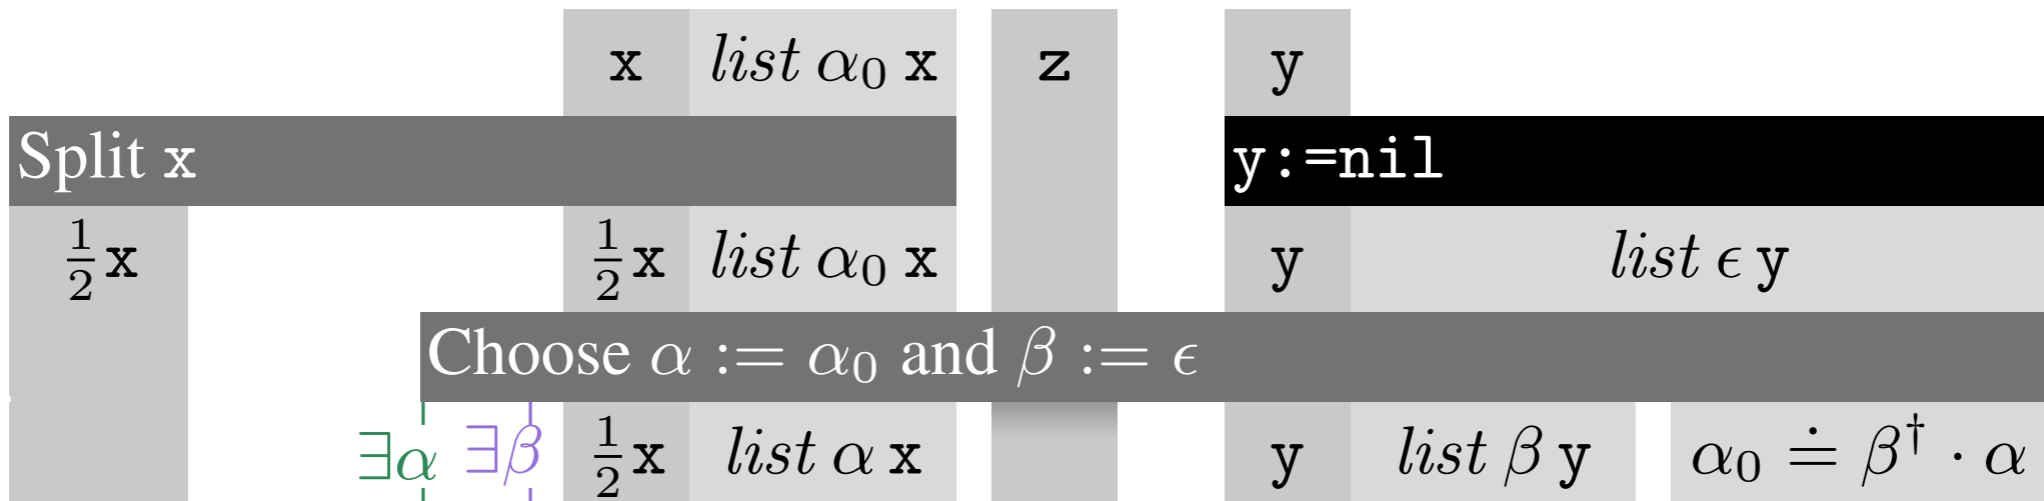 x list α₀ x z y
Split x y:=nil
½x ½x list α₀ x y list ϵ y
Choose α := α₀ and β := ϵ
∃α ∃β ½x list α x y list β y α₀ ≐ β† · α